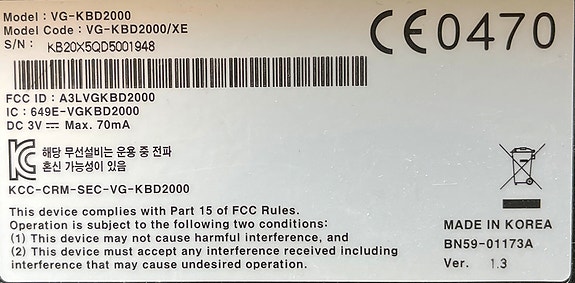 Model : VG-KBD2000
Model Code : VG-KBD2000/XE
S/N : KB20X5QD5001948
CE0470
FCC ID : A3LVGKBD2000
IC : 649E-VGKBD2000
DC 3V ⎓ Max. 70mA
해당 무선설비는 운용 중 전파
혼신 가능성이 있음
KCC-CRM-SEC-VG-KBD2000
This device complies with Part 15 of FCC Rules.
Operation is subject to the following two conditions:
(1) This device may not cause harmful interference, and
(2) This device must accept any interference received including
interference that may cause undesired operation.
MADE IN KOREA
BN59-01173A
Ver. 1.3